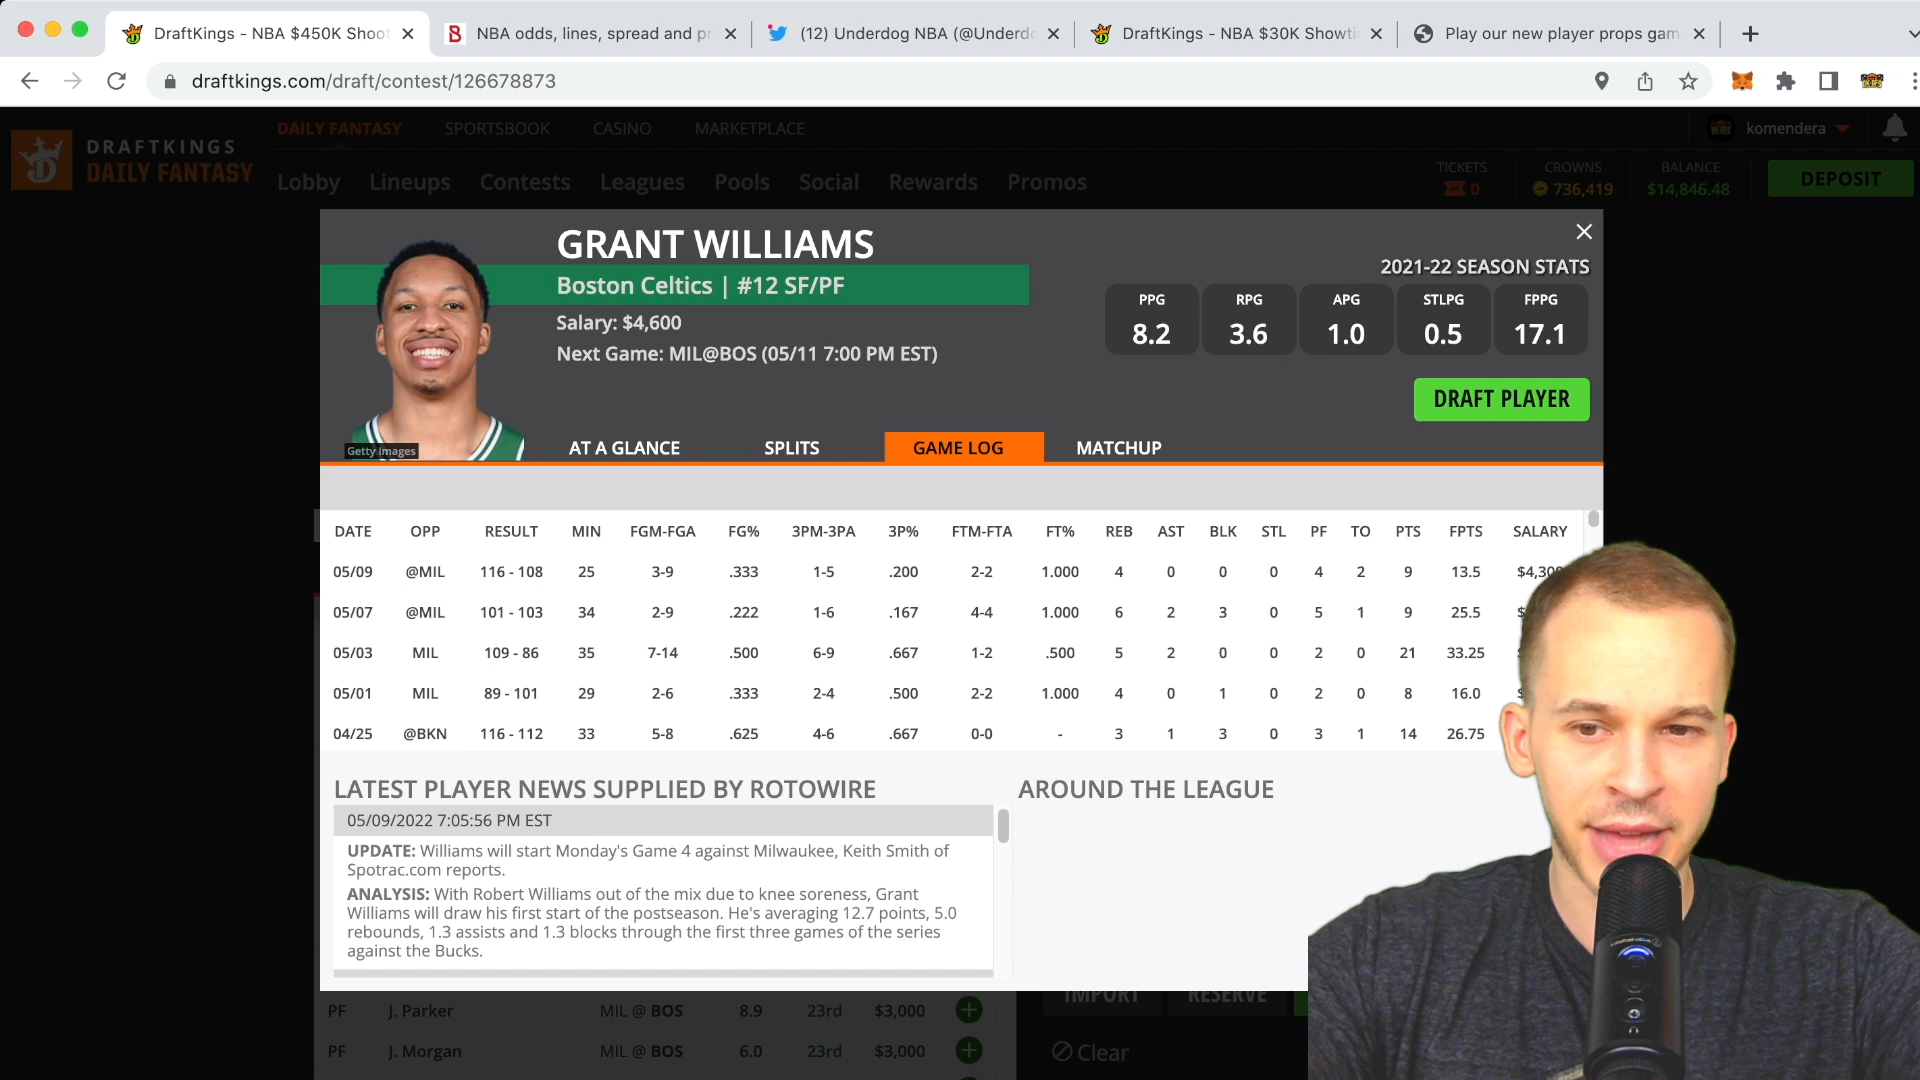 DraftKings - NBA $450K Shoot
NBA odds, lines, spread and pr
(12) Underdog NBA (@Underdo
DraftKings - NBA $30K Showti
Play our new player props gam
draftkings.com/draft/contest/126678873
DRAFTKINGS
DAILY FANTASY
DAILY FANTASY SPORTSBOOK CASINO MARKETPLACE
komendera
Lobby Lineups Contests Leagues Pools Social Rewards Promos
TICKETS
0
CROWNS
736,419
BALANCE
$14,846.48
DEPOSIT
GRANT WILLIAMS
Boston Celtics | #12 SF/PF
Salary: $4,600
Next Game: MIL@BOS (05/11 7:00 PM EST)
Getty Images
2021-22 SEASON STATS
PPG RPG APG STLPG FPPG
8.2 3.6 1.0 0.5 17.1
DRAFT PLAYER
AT A GLANCE SPLITS GAME LOG MATCHUP
DATE OPP RESULT MIN FGM-FGA FG% 3PM-3PA 3P% FTM-FTA FT% REB AST BLK STL PF TO PTS FPTS SALARY
05/09 @MIL 116 - 108 25 3-9 .333 1-5 .200 2-2 1.000 4 0 0 0 4 2 9 13.5 $4,300
05/07 @MIL 101 - 103 34 2-9 .222 1-6 .167 4-4 1.000 6 2 3 0 5 1 9 25.5 $
05/03 MIL 109 - 86 35 7-14 .500 6-9 .667 1-2 .500 5 2 0 0 2 0 21 33.25
05/01 MIL 89 - 101 29 2-6 .333 2-4 .500 2-2 1.000 4 0 1 0 2 0 8 16.0 $
04/25 @BKN 116 - 112 33 5-8 .625 4-6 .667 0-0 - 3 1 3 0 3 1 14 26.75
LATEST PLAYER NEWS SUPPLIED BY ROTOWIRE
05/09/2022 7:05:56 PM EST
UPDATE: Williams will start Monday's Game 4 against Milwaukee, Keith Smith of
Spotrac.com reports.
ANALYSIS: With Robert Williams out of the mix due to knee soreness, Grant
Williams will draw his first start of the postseason. He's averaging 12.7 points, 5.0
rebounds, 1.3 assists and 1.3 blocks through the first three games of the series
against the Bucks.
AROUND THE LEAGUE
PF J. Parker MIL @ BOS 8.9 23rd $3,000
PF J. Morgan MIL @ BOS 6.0 23rd $3,000
IMPORT RESERVE
Clear